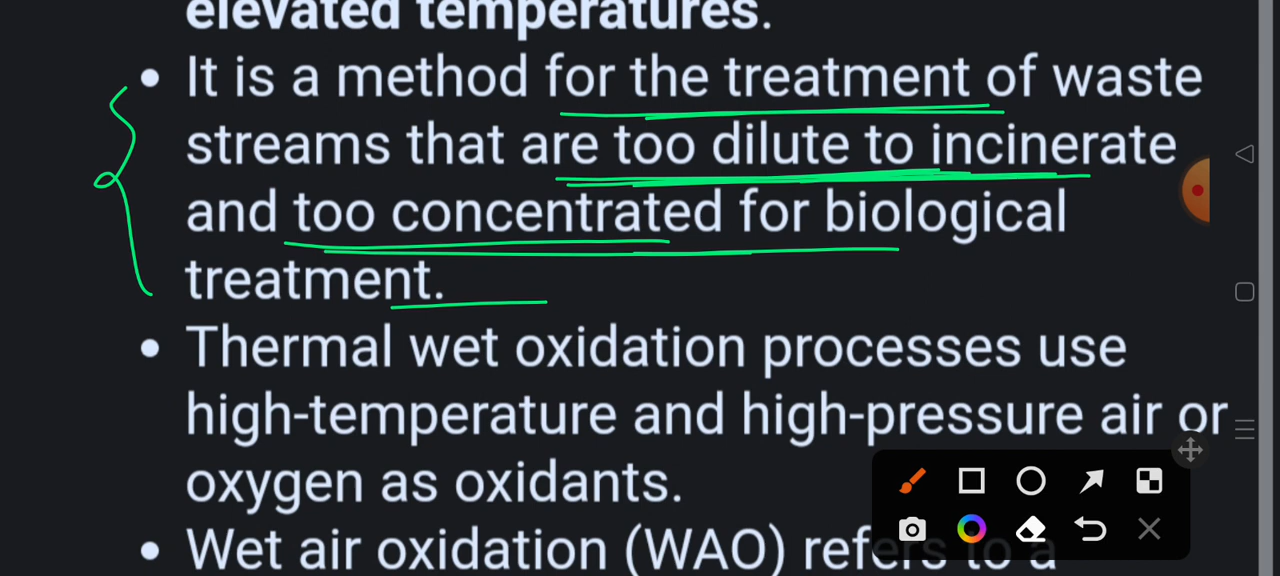 elevated temperatures.
• It is a method for the treatment of waste
streams that are too dilute to incinerate
and too concentrated for biological
treatment.
• Thermal wet oxidation processes use
high-temperature and high-pressure air or
oxygen as oxidants.
• Wet air oxidation (WAO) refers to a